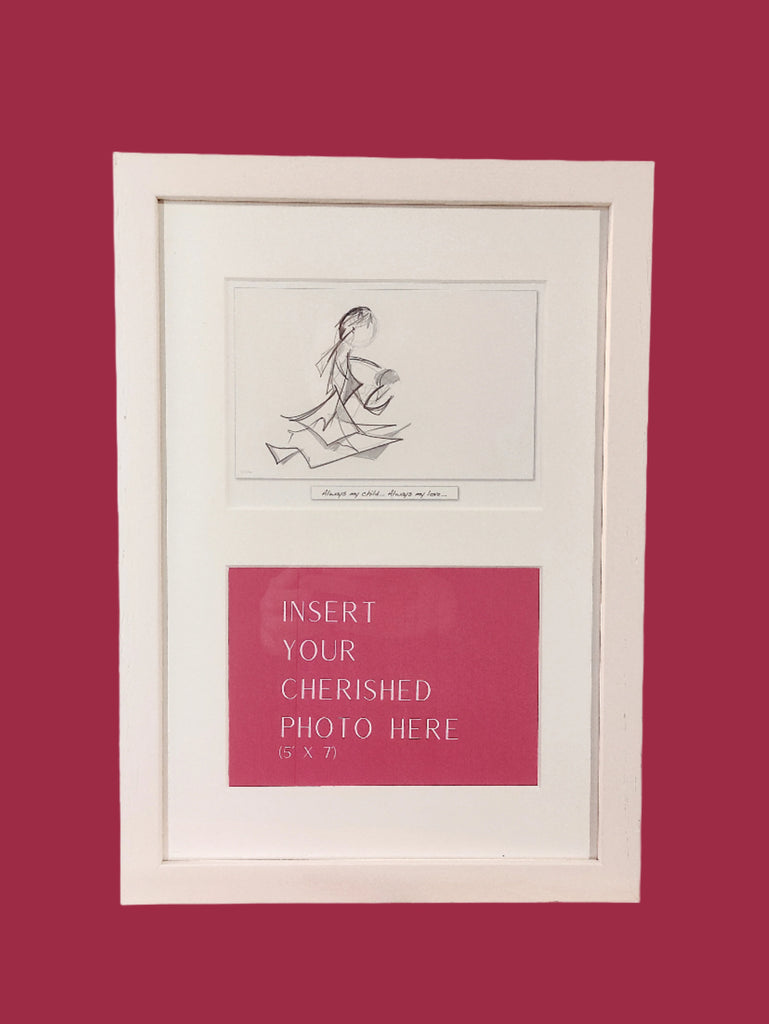 Always my child... Always my love...
INSERT
YOUR
CHERISHED
PHOTO HERE
(5' X 7')